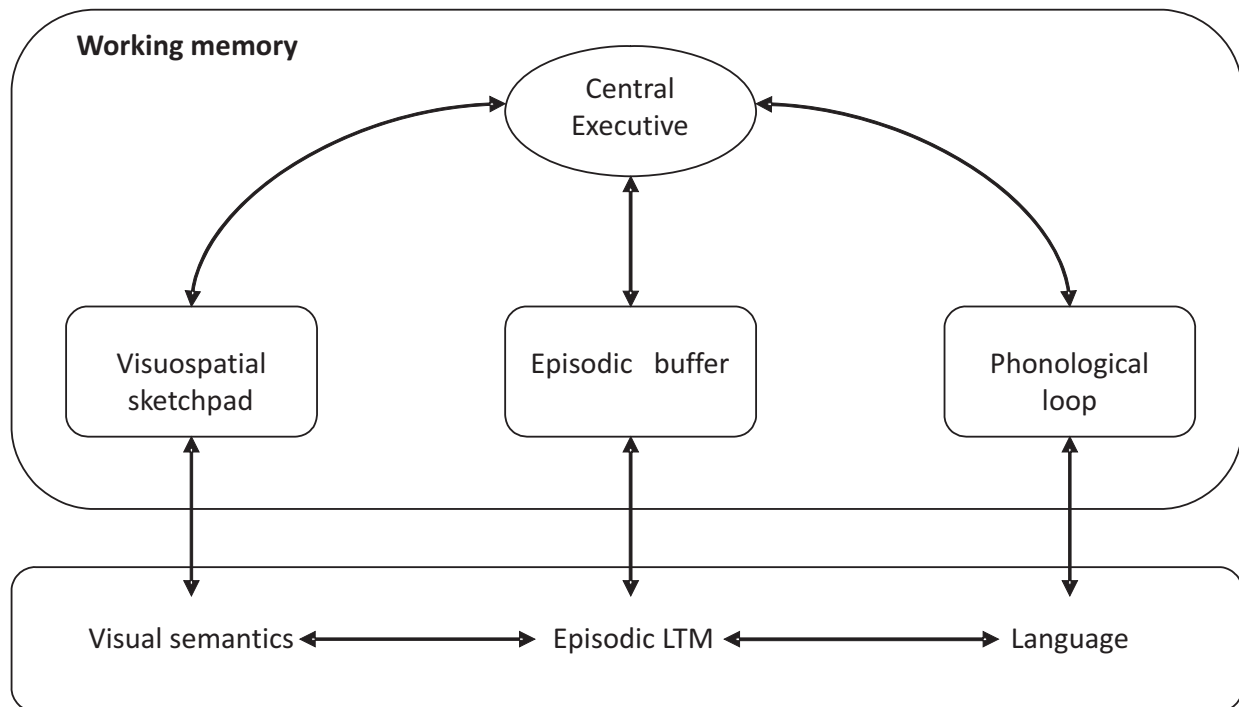 Working memory
Central
Executive
Visuospatial
sketchpad
Episodic buffer
Phonological
loop
Visual semantics
Episodic LTM
Language